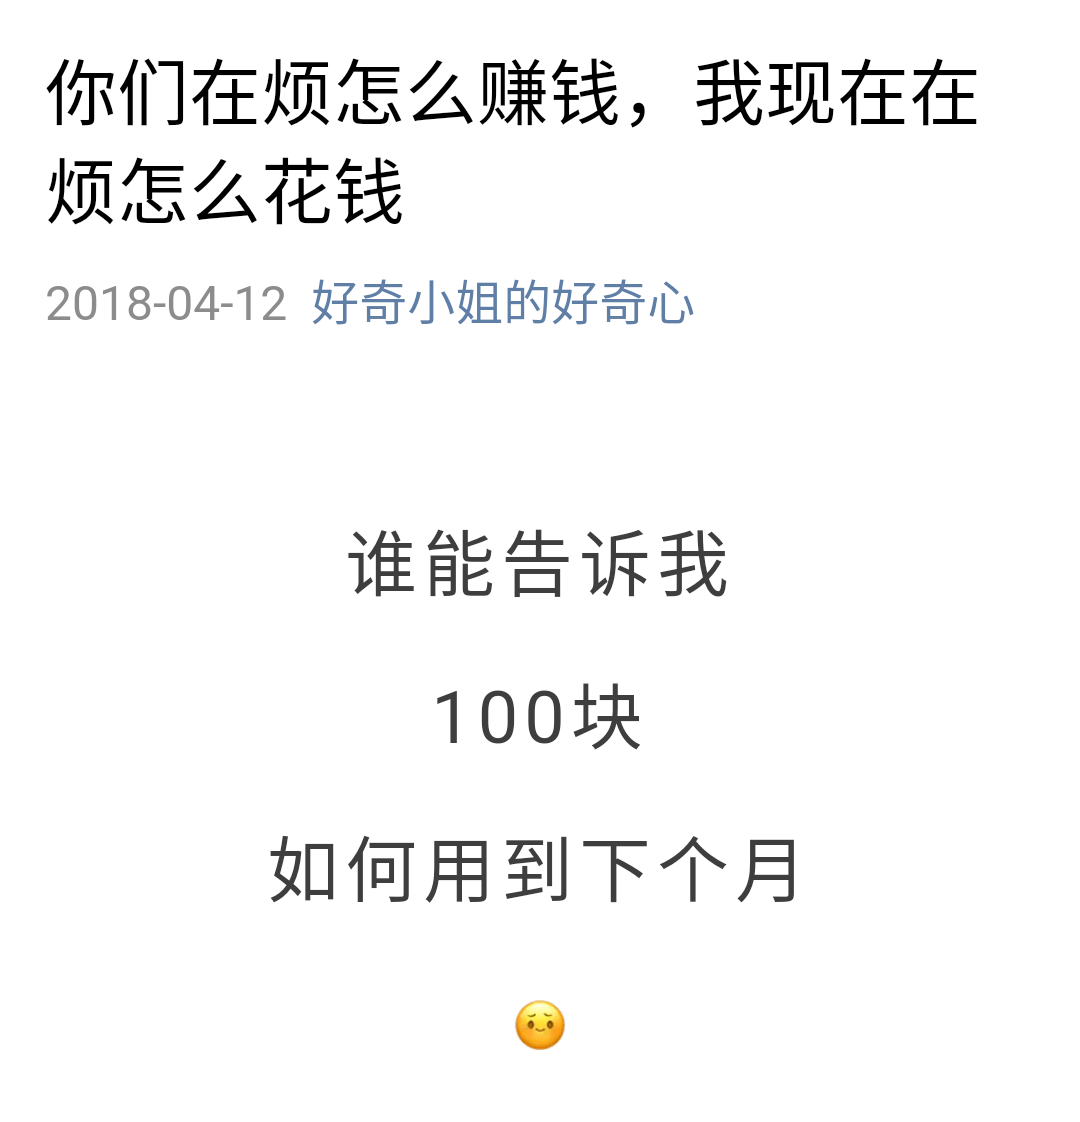 你们在烦怎么赚钱，我现在在
烦怎么花钱
2018-04-12 好奇小姐的好奇心
谁能告诉我
100块
如何用到下个月